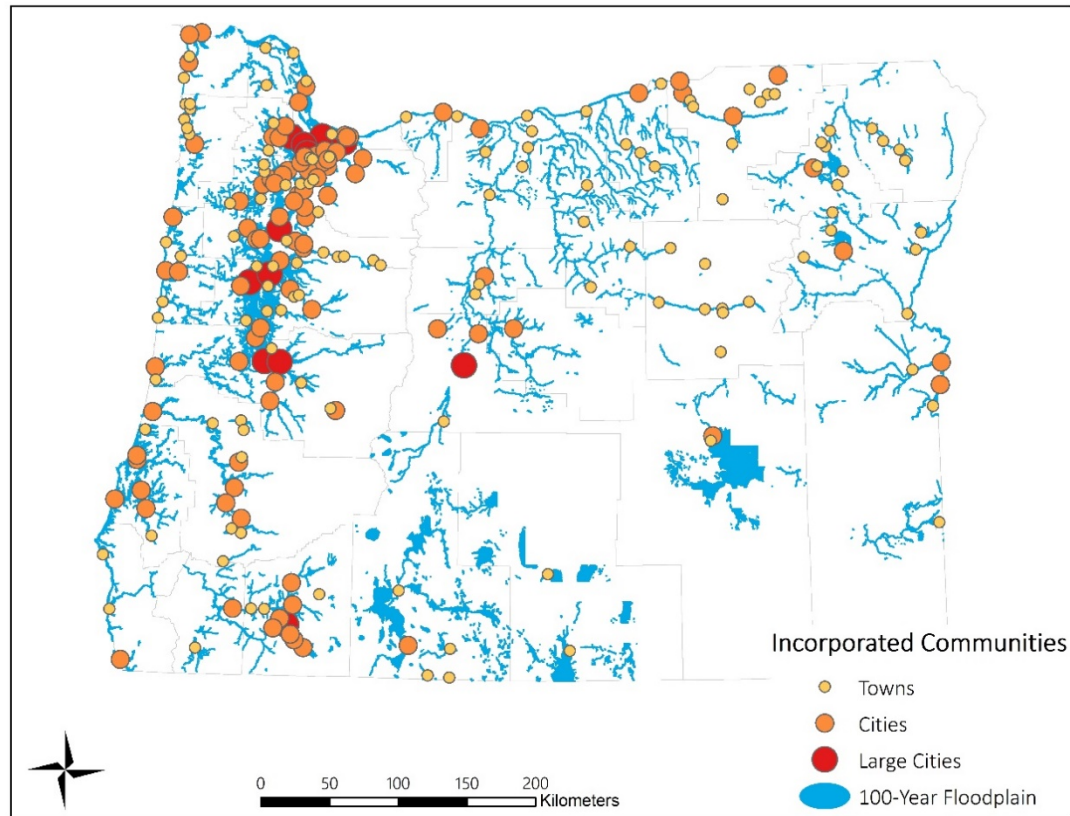 Incorporated Communities
Towns
Cities
Large Cities
100-Year Floodplain
0 50 100 150 200
Kilometers